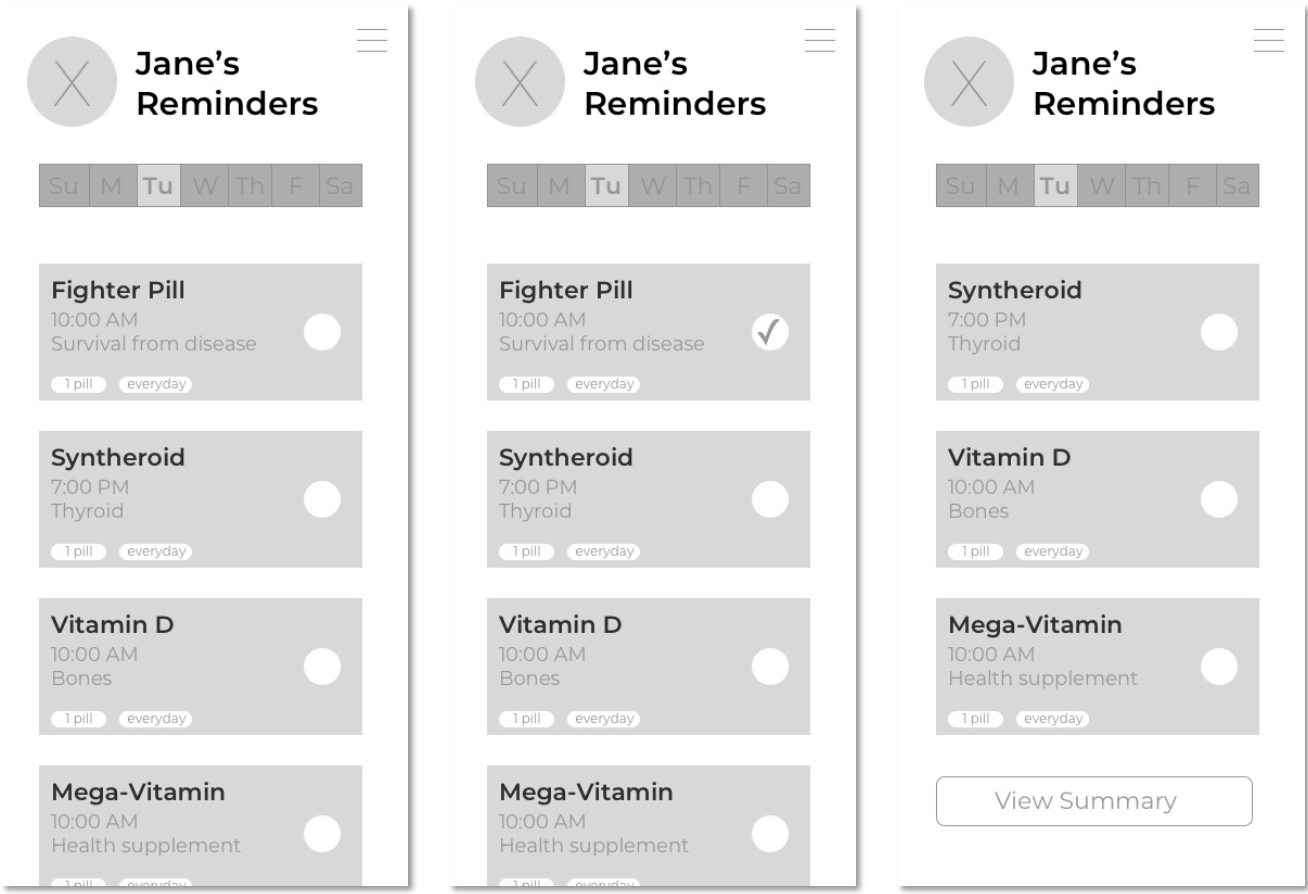 Jane’s
Reminders
Su M Tu W Th F Sa
Fighter Pill
10:00 AM
Survival from disease
1 pill everyday
Syntheroid
7:00 PM
Thyroid
1 pill everyday
Vitamin D
10:00 AM
Bones
1 pill everyday
Mega-Vitamin
10:00 AM
Health supplement
1 pill everyday
Jane’s
Reminders
Su M Tu W Th F Sa
Fighter Pill
10:00 AM
Survival from disease
1 pill everyday
Syntheroid
7:00 PM
Thyroid
1 pill everyday
Vitamin D
10:00 AM
Bones
1 pill everyday
Mega-Vitamin
10:00 AM
Health supplement
1 pill everyday
Jane’s
Reminders
Su M Tu W Th F Sa
Syntheroid
7:00 PM
Thyroid
1 pill everyday
Vitamin D
10:00 AM
Bones
1 pill everyday
Mega-Vitamin
10:00 AM
Health supplement
1 pill everyday
View Summary